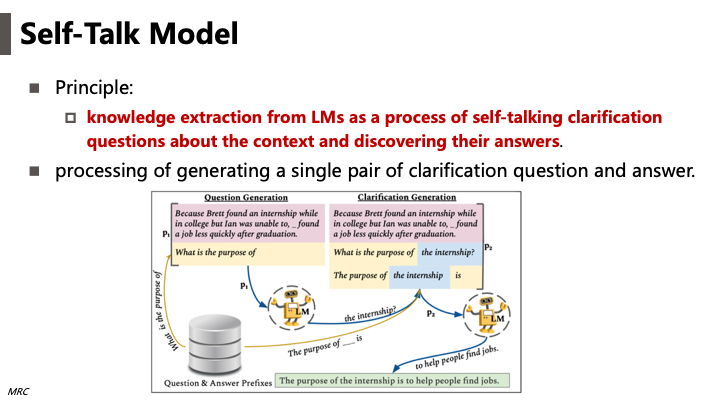 Self-Talk Model
Principle:
knowledge extraction from LMs as a process of self-talking clarification
questions about the context and discovering their answers.
processing of generating a single pair of clarification question and answer.
Question Generation
Because Brett found an internship while
in college but Ian was unable to, _ found
a job less quickly after graduation.
What is the purpose of
P1
Clarification Generation
Because Brett found an internship while
in college but Ian was unable to, _ found
a job less quickly after graduation.
What is the purpose of the internship?
The purpose of the internship is
P2
What is the purpose of
P1
LM
the internship?
The purpose of ___ is
P2
LM
to help people find jobs.
Question & Answer Prefixes
The purpose of the internship is to help people find jobs.
MRC